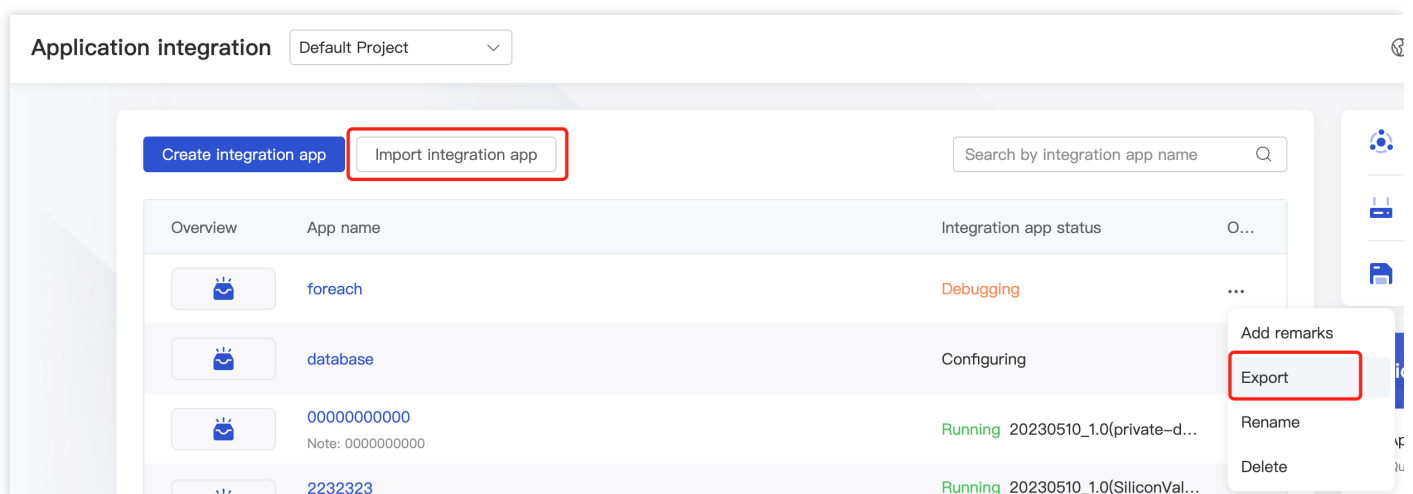 Application integration
Default Project
Create integration app
Import integration app
Search by integration app name
Overview
App name
Integration app status
O...
foreach
Debugging
...
Add remarks
database
Configuring
Export
00000000000
Note: 0000000000
Running 20230510_1.0(private-d...
Rename
Delete
2232323
Running 20230510_1.0(SiliconVal...